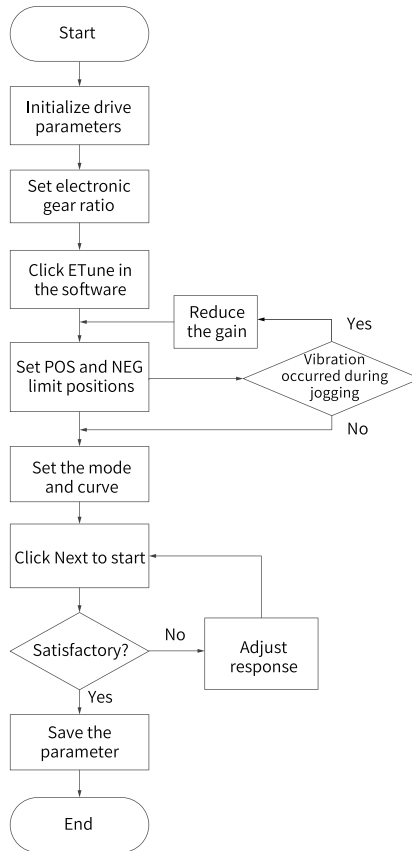 Start
Initialize drive
parameters
Set electronic
gear ratio
Click ETune in
the software
Reduce
the gain
Yes
Set POS and NEG
limit positions
Vibration
occurred during
jogging
No
Set the mode
and curve
Click Next to start
Satisfactory?
No
Adjust
response
Yes
Save the
parameter
End